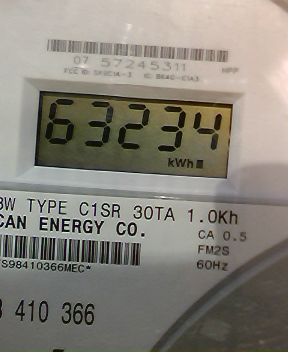 07 57245311
63234
kWh
3W TYPE C1SR 30TA 1.0Kh
CAN ENERGY CO.
CA 0.5
FM2S
60Hz
S98410366MEC*
410 366